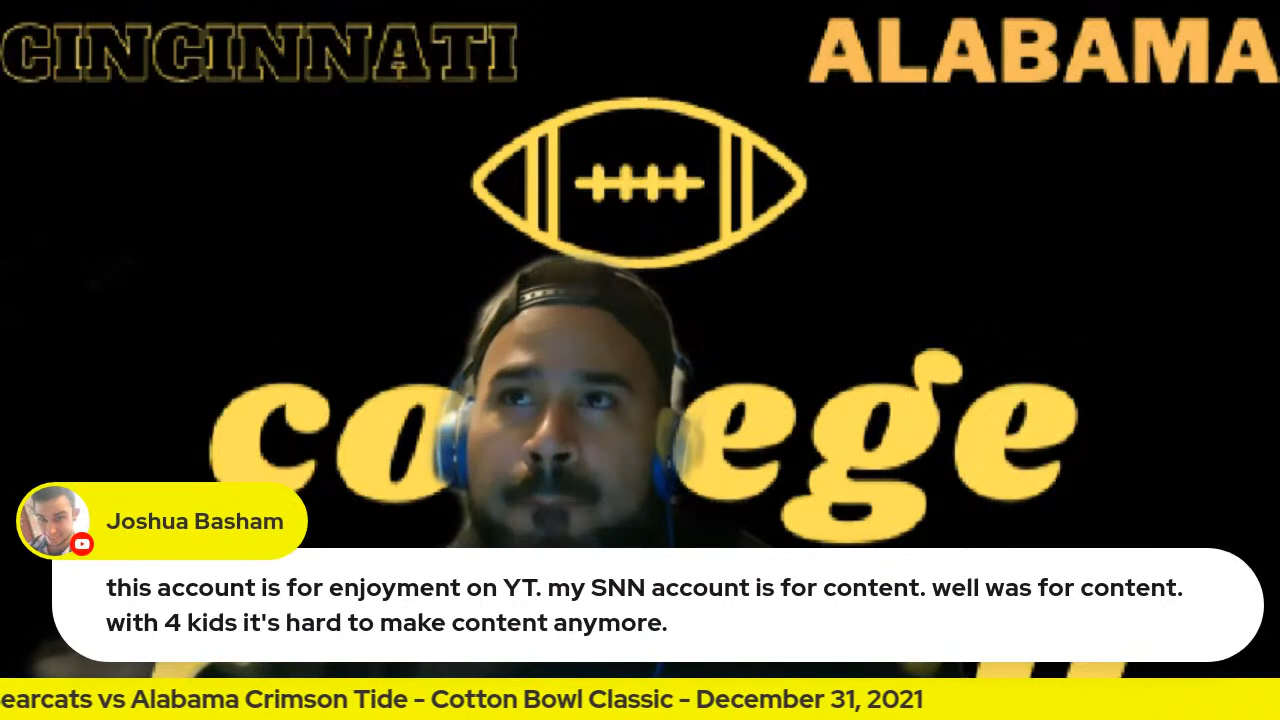 CINCINNATI ALABAMA
co ege
Joshua Basham
this account is for enjoyment on YT. my SNN account is for content. well was for content.
with 4 kids it's hard to make content anymore.
earcats vs Alabama Crimson Tide - Cotton Bowl Classic - December 31, 2021